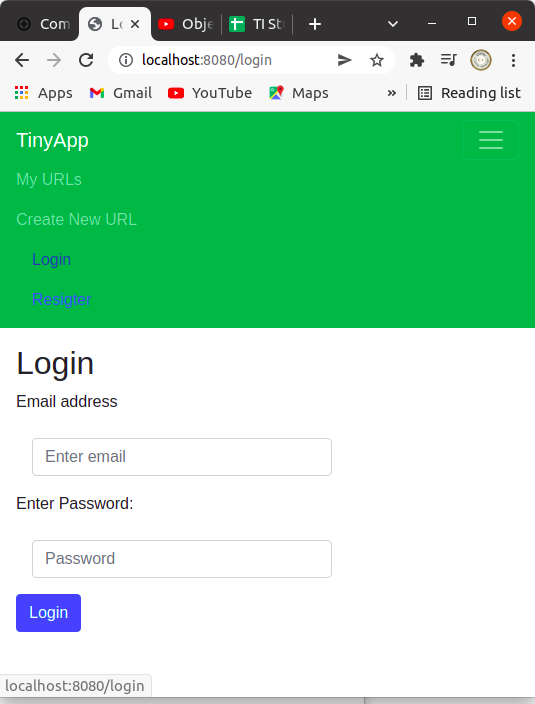 Com
Lo
Obje
TI St
localhost:8080/login
Apps
Gmail
YouTube
Maps
»
Reading list
TinyApp
My URLs
Create New URL
Login
Resigter
Login
Email address
Enter email
Enter Password:
Password
Login
localhost:8080/login